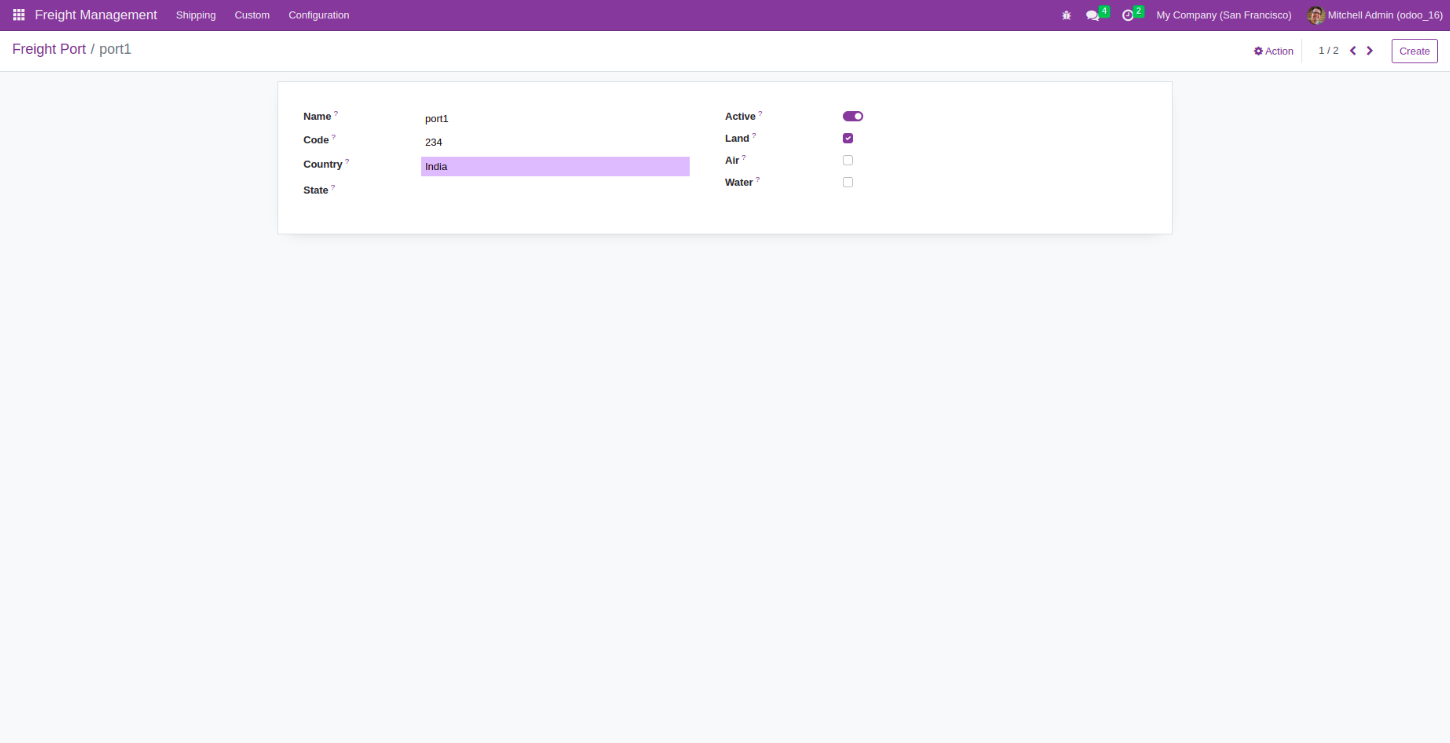 Freight Management Shipping Custom Configuration 4 2 My Company (San Francisco) Mitchell Admin (odoo_16)
Freight Port / port1 Action 1 / 2 Create
Name ? port1 Active ?
Code ? 234 Land ?
Country ? India Air ?
State ? Water ?